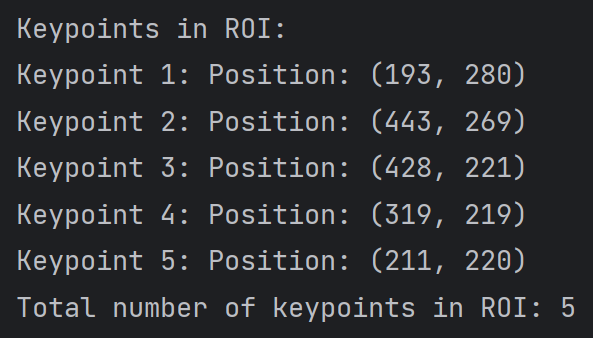 Keypoints in ROI:
Keypoint 1: Position: (193, 280)
Keypoint 2: Position: (443, 269)
Keypoint 3: Position: (428, 221)
Keypoint 4: Position: (319, 219)
Keypoint 5: Position: (211, 220)
Total number of keypoints in ROI: 5